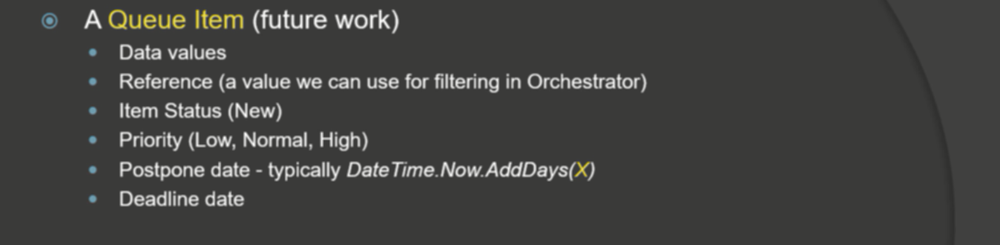 A Queue Item (future work)
Data values
Reference (a value we can use for filtering in Orchestrator)
Item Status (New)
Priority (Low, Normal, High)
Postpone date - typically DateTime.Now.AddDays(X)
Deadline date